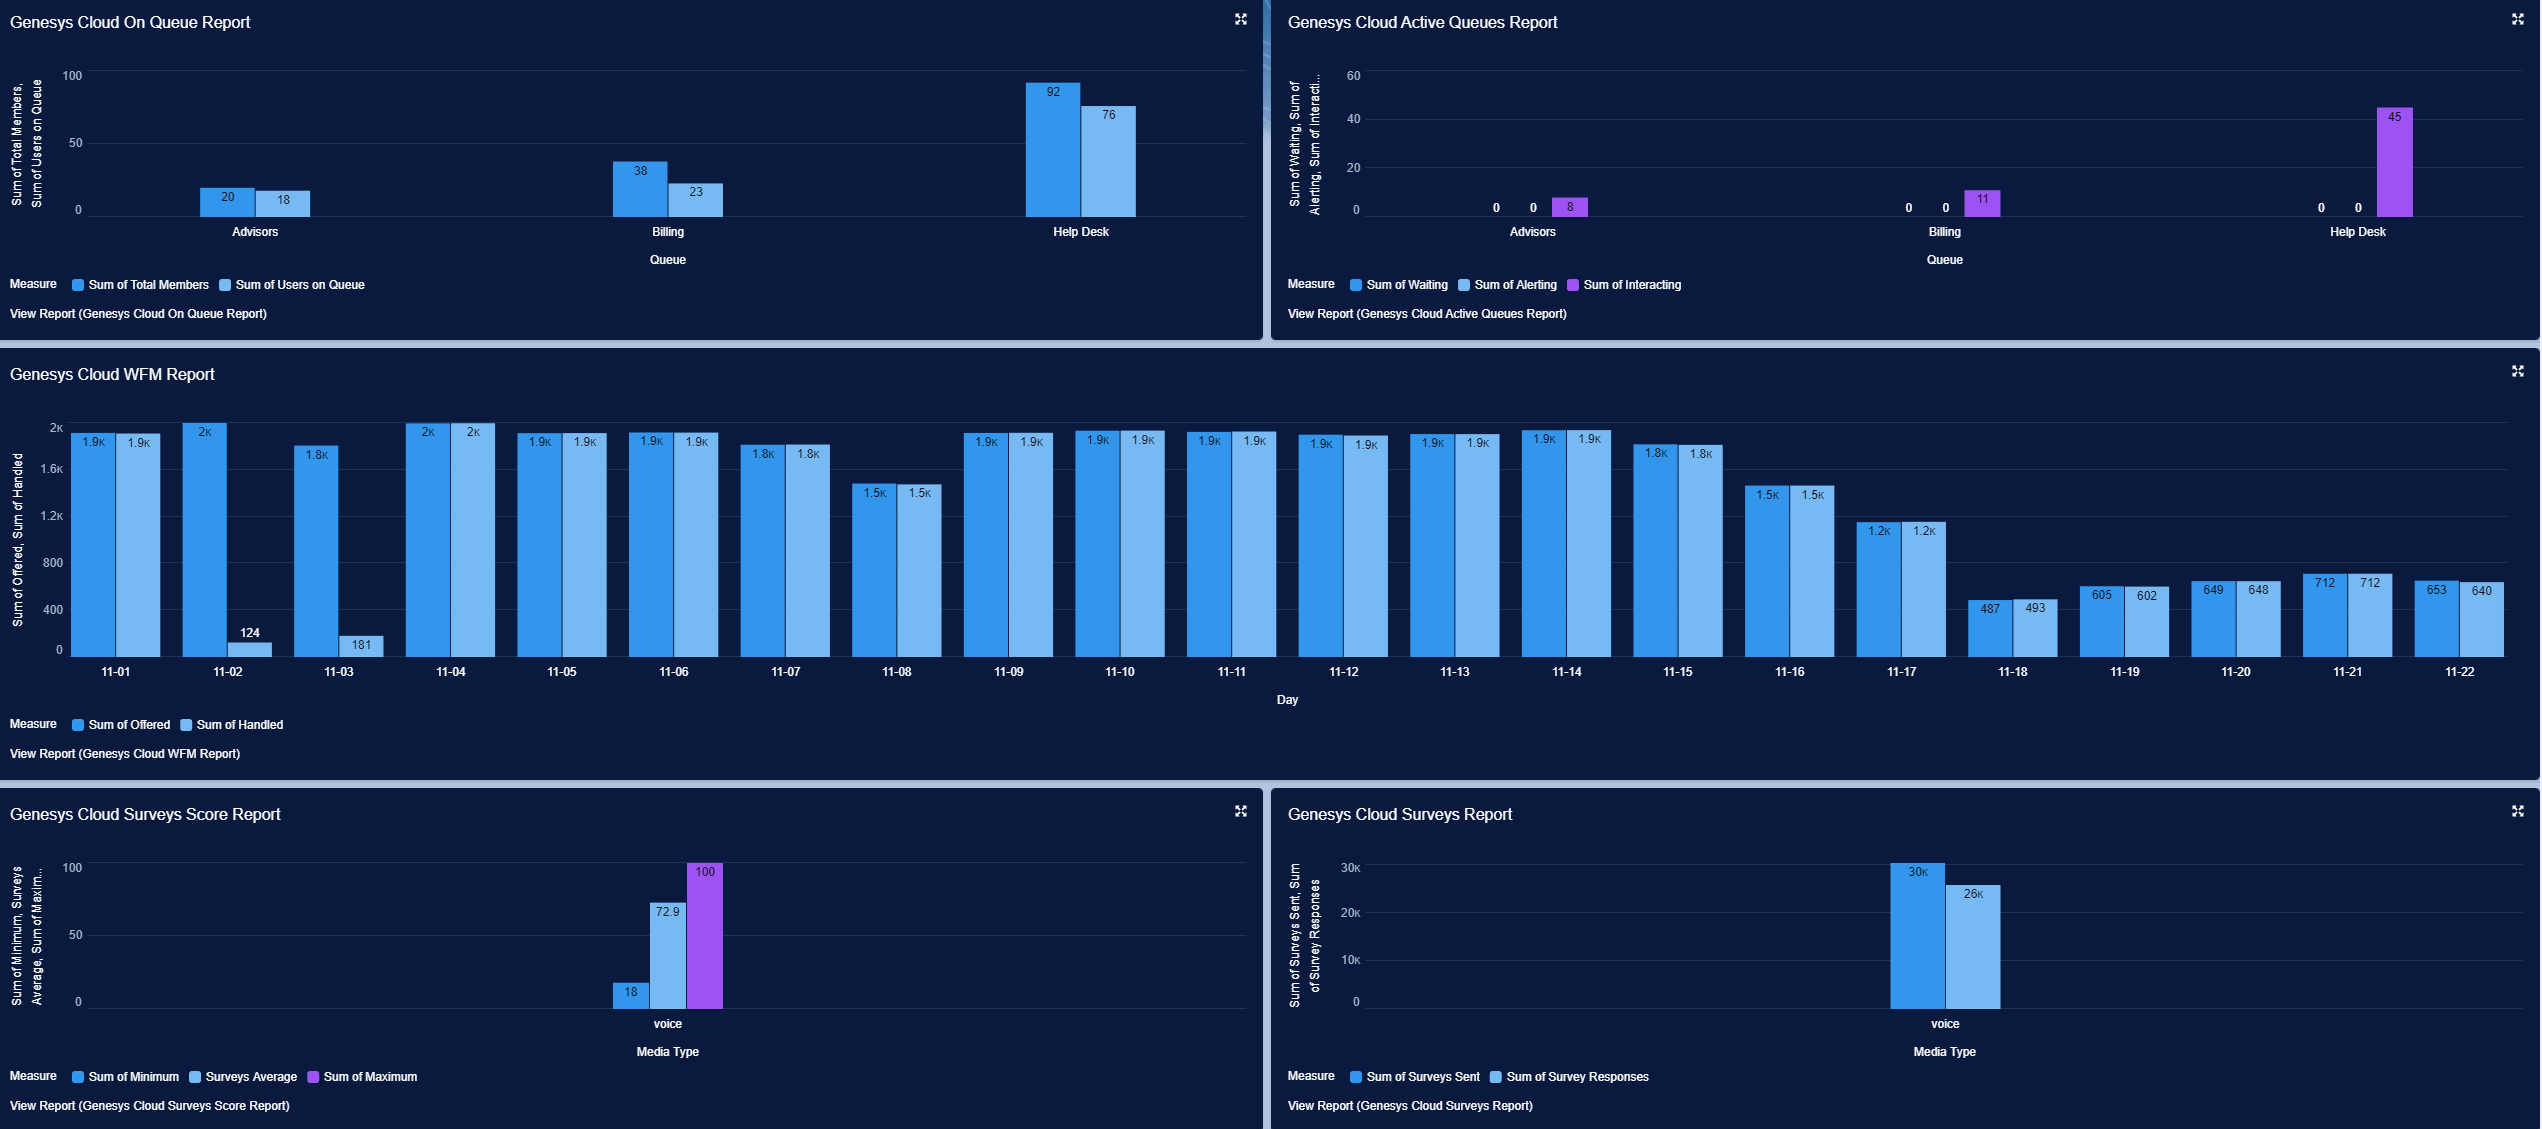 Genesys Cloud On Queue Report
Sum of Total Members,
Sum of Users on Queue
100
50
0
92
76
38
23
20
18
Advisors
Billing
Help Desk
Queue
Measure
Sum of Total Members
Sum of Users on Queue
View Report (Genesys Cloud On Queue Report)
Genesys Cloud Active Queues Report
Sum of Waiting, Sum of
Alerting, Sum of Interacti...
60
40
20
0
0 0 8
0 0 11
0 0 45
Advisors
Billing
Help Desk
Queue
Measure
Sum of Waiting
Sum of Alerting
Sum of Interacting
View Report (Genesys Cloud Active Queues Report)
Genesys Cloud WFM Report
Sum of Offered, Sum of Handled
2K
1.6K
1.2K
800
400
0
1.9K 1.9K
2K 124
1.8K 181
2K 2K
1.9K 1.9K
1.9K 1.9K
1.8K 1.8K
1.5K 1.5K
1.9K 1.9K
1.9K 1.9K
1.9K 1.9K
1.9K 1.9K
1.9K 1.9K
1.9K 1.9K
1.8K 1.8K
1.5K 1.5K
1.2K 1.2K
487 493
605 602
649 648
712 712
653 640
11-01 11-02 11-03 11-04 11-05 11-06 11-07 11-08 11-09 11-10 11-11 11-12 11-13 11-14 11-15 11-16 11-17 11-18 11-19 11-20 11-21 11-22
Day
Measure
Sum of Offered
Sum of Handled
View Report (Genesys Cloud WFM Report)
Genesys Cloud Surveys Score Report
Sum of Minimum, Surveys
Average, Sum of Maxim...
100
50
0
18
72.9
100
voice
Media Type
Measure
Sum of Minimum
Surveys Average
Sum of Maximum
View Report (Genesys Cloud Surveys Score Report)
Genesys Cloud Surveys Report
Sum of Surveys Sent, Sum
of Survey Responses
30K
20K
10K
0
30K
26K
voice
Media Type
Measure
Sum of Surveys Sent
Sum of Survey Responses
View Report (Genesys Cloud Surveys Report)